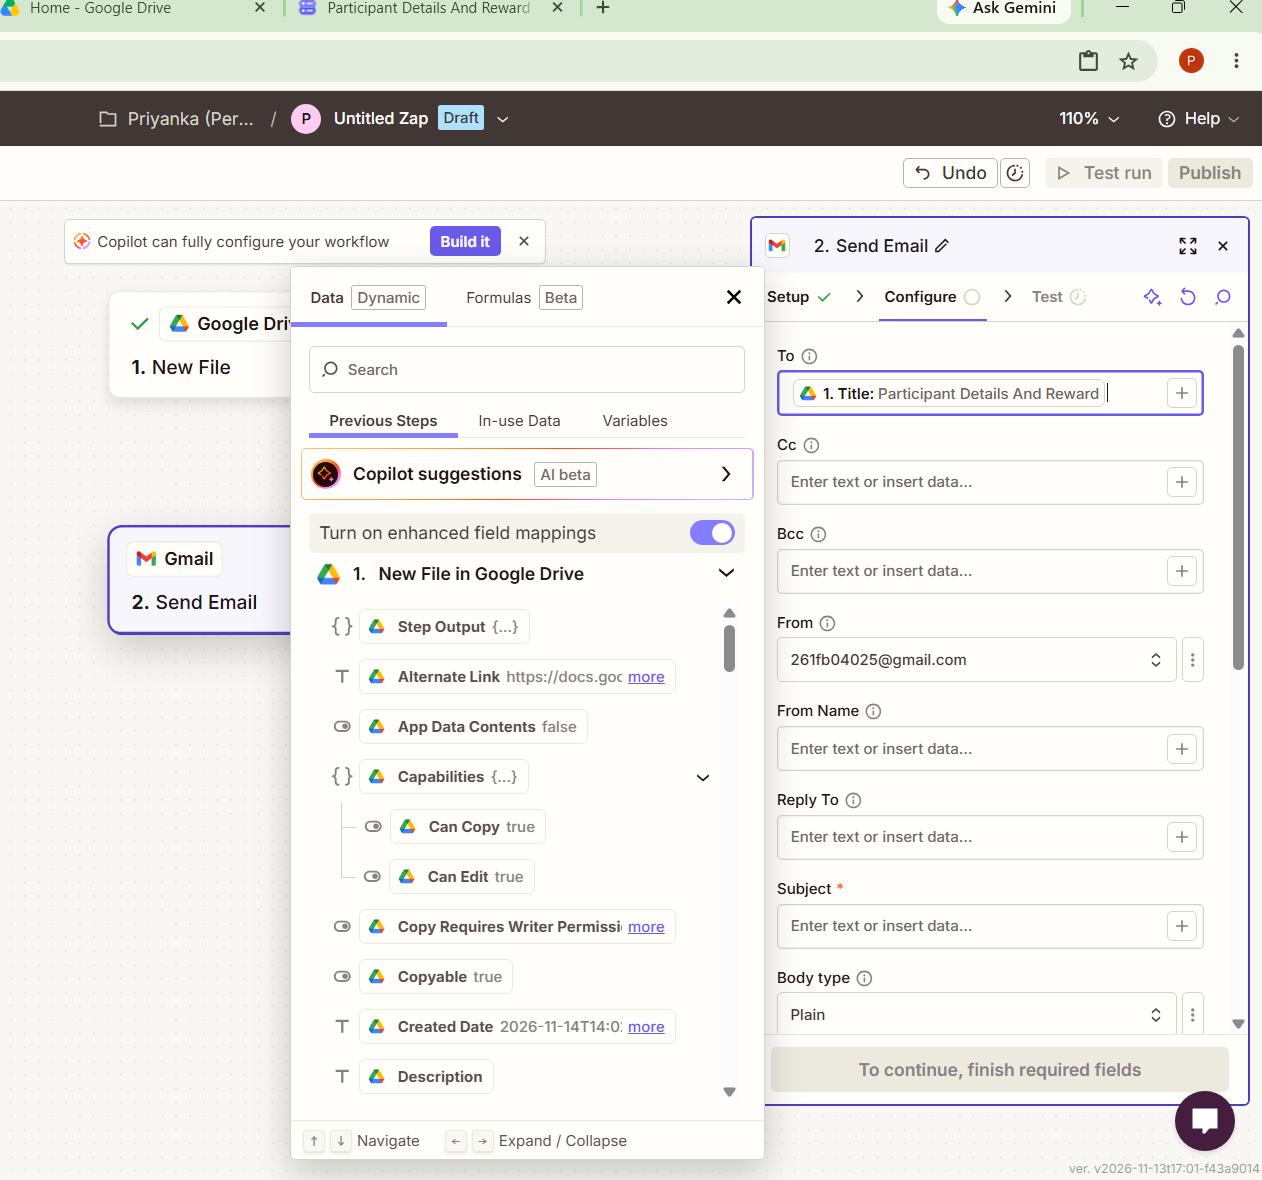 Home - Google Drive
Participant Details And Reward
Ask Gemini
P
Priyanka (Per... / P Untitled Zap Draft
110%
Help
Undo
Test run
Publish
Copilot can fully configure your workflow
Build it
Google Driv
1. New File
Gmail
2. Send Email
Data Dynamic
Formulas Beta
Search
Previous Steps
In-use Data
Variables
Copilot suggestions AI beta
Turn on enhanced field mappings
1. New File in Google Drive
{} Step Output {...}
T Alternate Link https://docs.goo more
App Data Contents false
{} Capabilities {...}
Can Copy true
Can Edit true
Copy Requires Writer Permissi more
Copyable true
T Created Date 2026-11-14T14:0 more
T Description
↑ ↓ Navigate
← → Expand / Collapse
2. Send Email
Setup
Configure
Test
To
1. Title: Participant Details And Reward
Cc
Enter text or insert data...
Bcc
Enter text or insert data...
From
261fb04025@gmail.com
From Name
Enter text or insert data...
Reply To
Enter text or insert data...
Subject *
Enter text or insert data...
Body type
Plain
To continue, finish required fields
ver. v2026-11-13t17:01-f43a9014